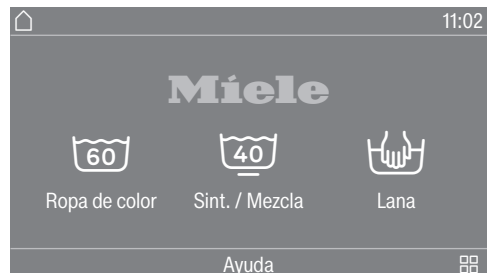 11:02
Miele
60
40
Ropa de color
Sint. / Mezcla
Lana
Ayuda